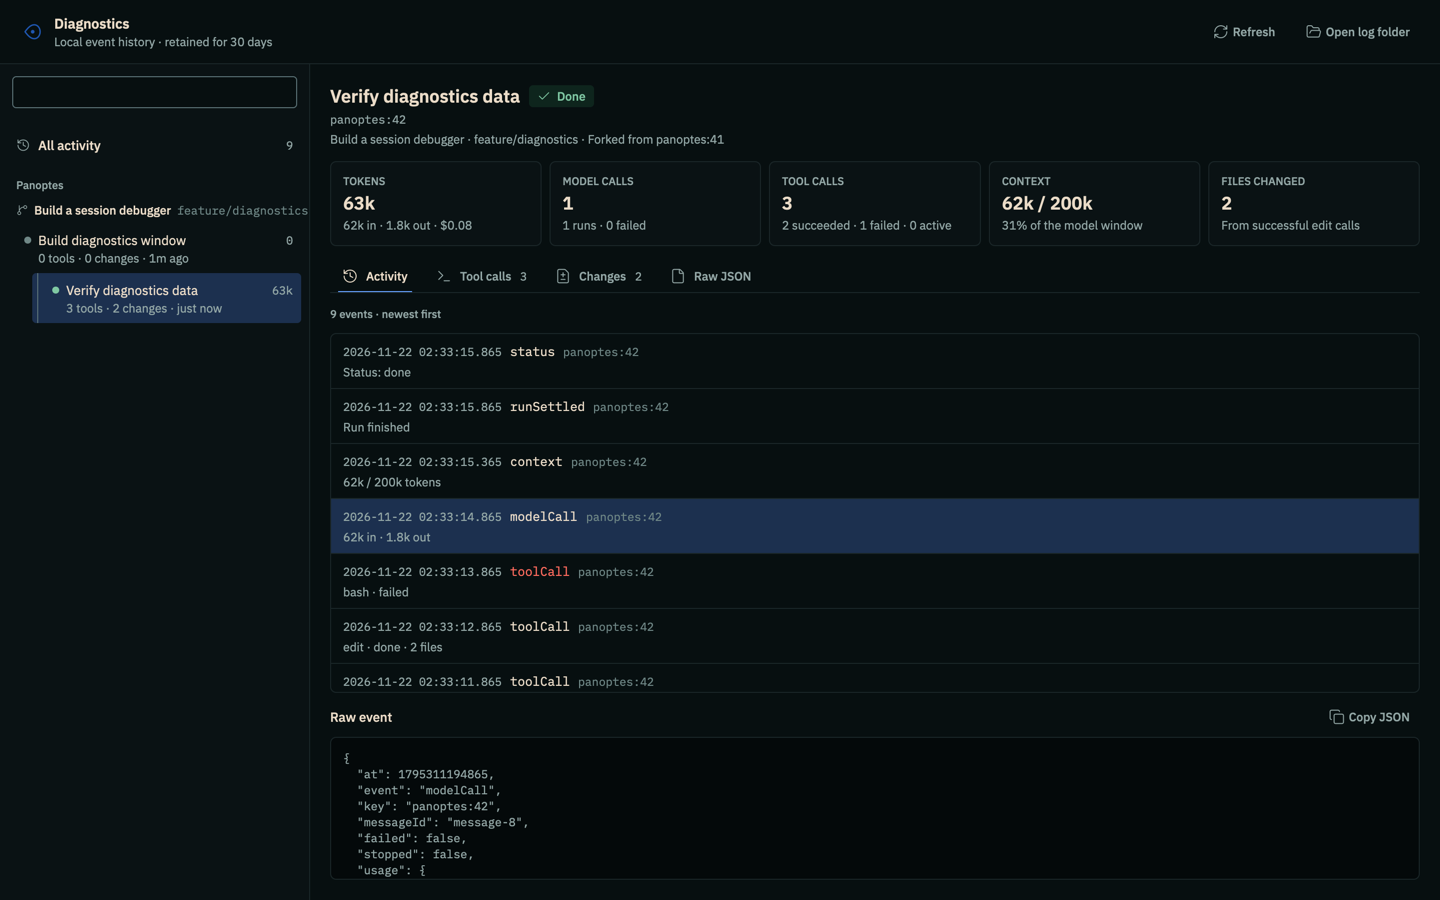 Diagnostics
Local event history · retained for 30 days
Refresh
Open log folder
All activity 9
Panoptes
Build a session debugger feature/diagnostics
Build diagnostics window 0
0 tools · 0 changes · 1m ago
Verify diagnostics data 63k
3 tools · 2 changes · just now
Verify diagnostics data Done
panoptes:42
Build a session debugger · feature/diagnostics · Forked from panoptes:41
TOKENS
63k
62k in · 1.8k out · $0.08
MODEL CALLS
1
1 runs · 0 failed
TOOL CALLS
3
2 succeeded · 1 failed · 0 active
CONTEXT
62k / 200k
31% of the model window
FILES CHANGED
2
From successful edit calls
Activity
Tool calls 3
Changes 2
Raw JSON
9 events · newest first
2026-11-22 02:33:15.865 status panoptes:42
Status: done
2026-11-22 02:33:15.865 runSettled panoptes:42
Run finished
2026-11-22 02:33:15.365 context panoptes:42
62k / 200k tokens
2026-11-22 02:33:14.865 modelCall panoptes:42
62k in · 1.8k out
2026-11-22 02:33:13.865 toolCall panoptes:42
bash · failed
2026-11-22 02:33:12.865 toolCall panoptes:42
edit · done · 2 files
2026-11-22 02:33:11.865 toolCall panoptes:42
Raw event
Copy JSON
{
"at": 1795311194865,
"event": "modelCall",
"key": "panoptes:42",
"messageId": "message-8",
"failed": false,
"stopped": false,
"usage": {